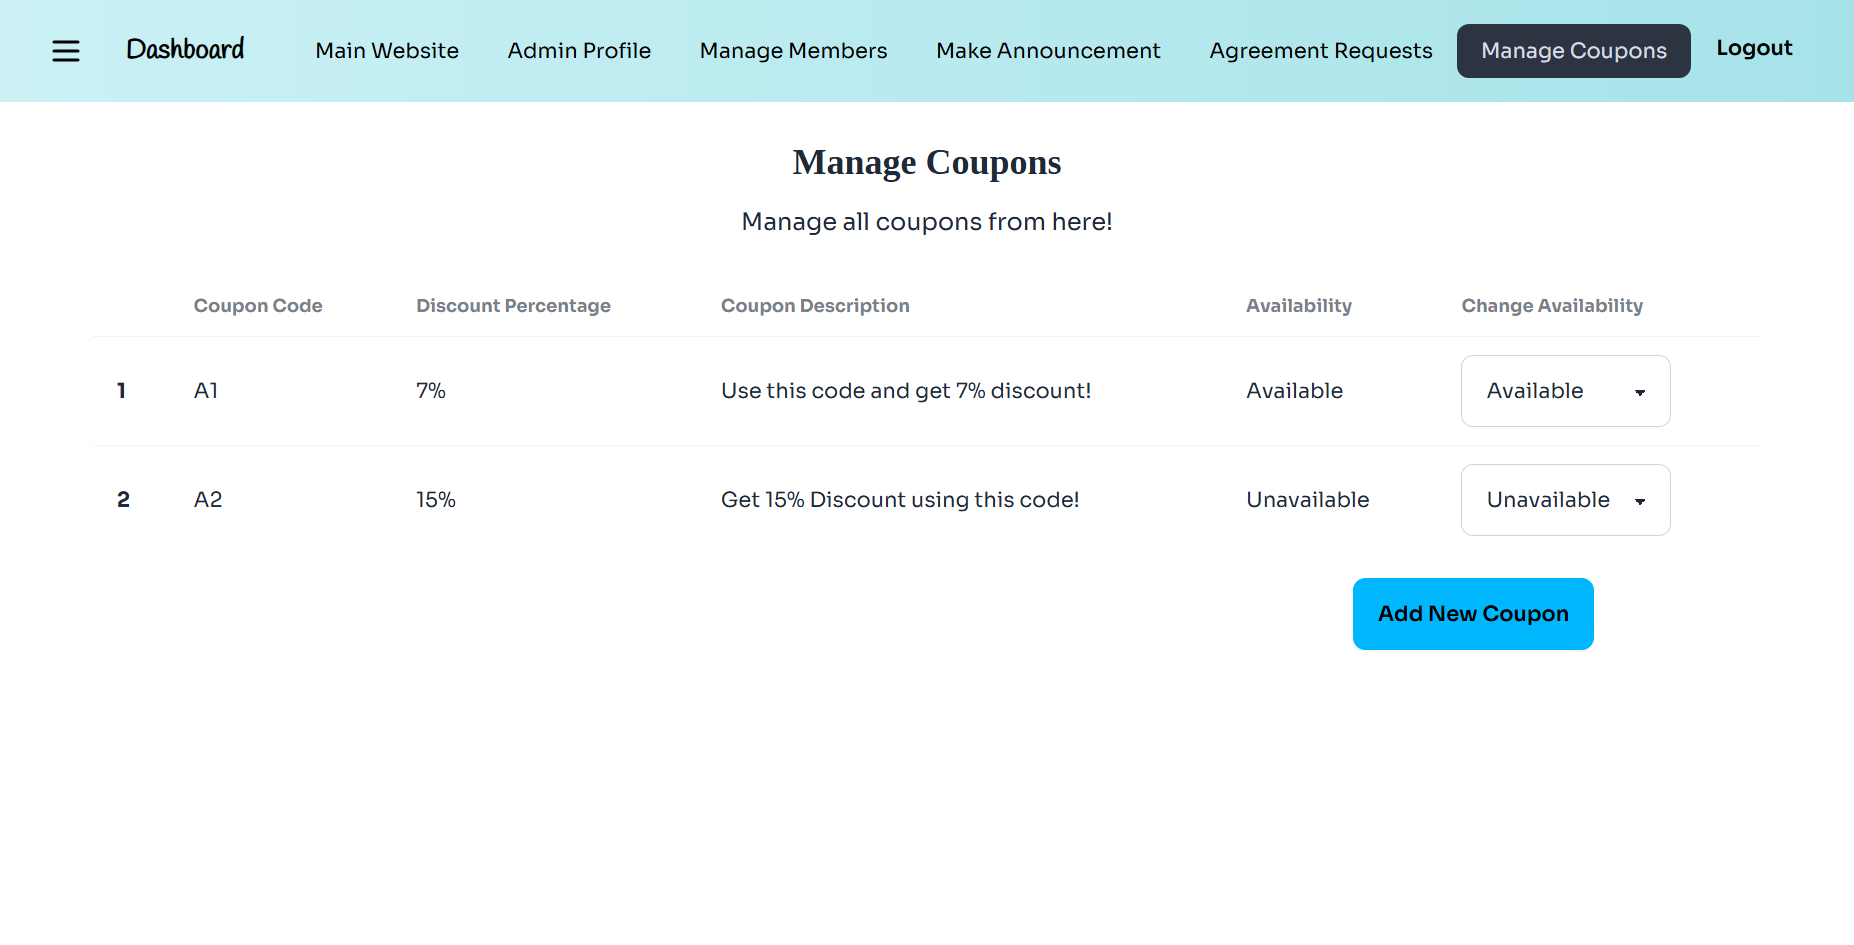 Dashboard Main Website Admin Profile Manage Members Make Announcement Agreement Requests Manage Coupons Logout
Manage Coupons
Manage all coupons from here!
Coupon Code Discount Percentage Coupon Description Availability Change Availability
1 A1 7% Use this code and get 7% discount! Available Available
2 A2 15% Get 15% Discount using this code! Unavailable Unavailable
Add New Coupon